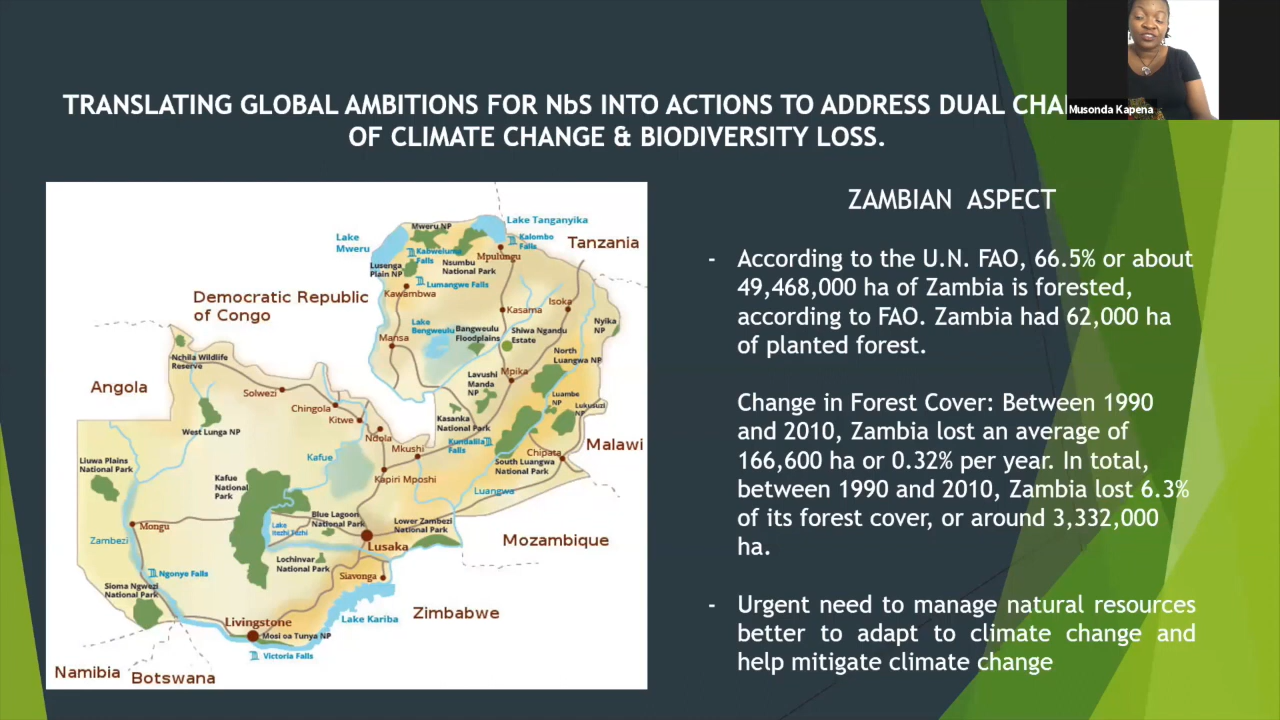 Musonda Kapena
TRANSLATING GLOBAL AMBITIONS FOR NbS INTO ACTIONS TO ADDRESS DUAL
OF CLIMATE CHANGE & BIODIVERSITY LOSS.
ZAMBIAN ASPECT
- According to the U.N. FAO, 66.5% or about
49,468,000 ha of Zambia is forested,
according to FAO. Zambia had 62,000 ha
of planted forest.
Change in Forest Cover: Between 1990
and 2010, Zambia lost an average of
166,600 ha or 0.32% per year. In total,
between 1990 and 2010, Zambia lost 6.3%
of its forest cover, or around 3,332,000
ha.
- Urgent need to manage natural resources
better to adapt to climate change and
help mitigate climate change
Lake Tanganyika
Mweru NP
Lake
Mweru
Kalombo
Falls
Tanzania
Kabweluma
Falls
Mpulungu
Lusenga
Plain NP
Nsumbu
National Park
Lumangwe Falls
Kawambwa
Democratic Republic
of Congo
Isoka
Kasama
Lake
Bengweulu
Bangweulu
Floodplains
Shiwa Ngandu
Estate
Nyika
NP
Mansa
Nchila Wildlife
Reserve
North
Luangwa NP
Lavushi
Manda
NP
Mpika
Angola
Solwezi
Luambe
NP
Chingola
Lukusuzi
NP
Kitwe
Kasanka
National Park
West Lunga NP
Ndola
Mkushi
Kundalila
Falls
Malawi
Chipata
Liuwa Plains
National Park
Kafue
South Luangwa
National Park
Kafue
National
Park
Kapiri Mposhi
Luangwa
Blue Lagoon
National Park
Lower Zambezi
National Park
Mongu
Lake
Itezhi Tezhi
Zambezi
Lusaka
Mozambique
Lochinvar
National Park
Ngonye Falls
Siavonga
Sioma Ngwezi
National Park
Zimbabwe
Lake Kariba
Livingstone
Mosi oa Tunya NP
Victoria Falls
Namibia
Botswana